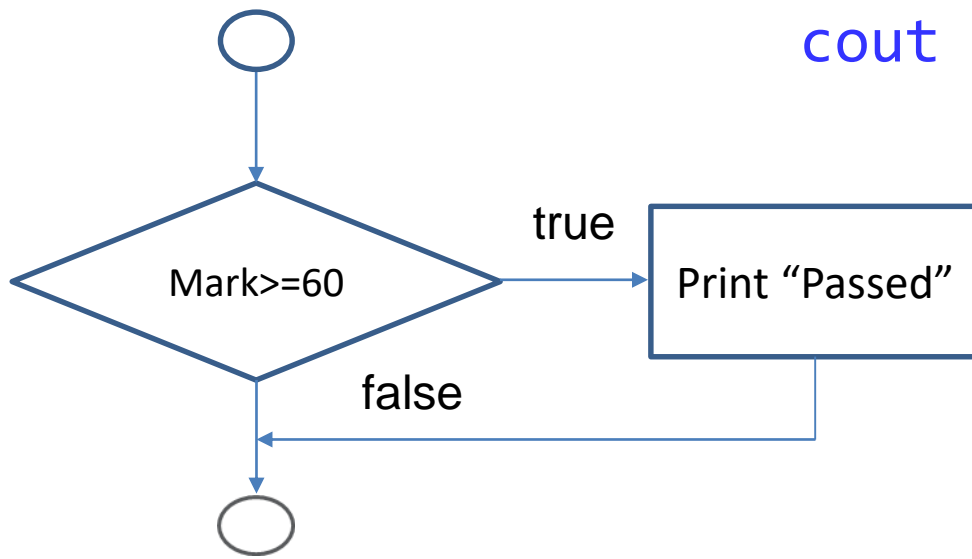 cout
true
Mark>=60
Print “Passed”
false